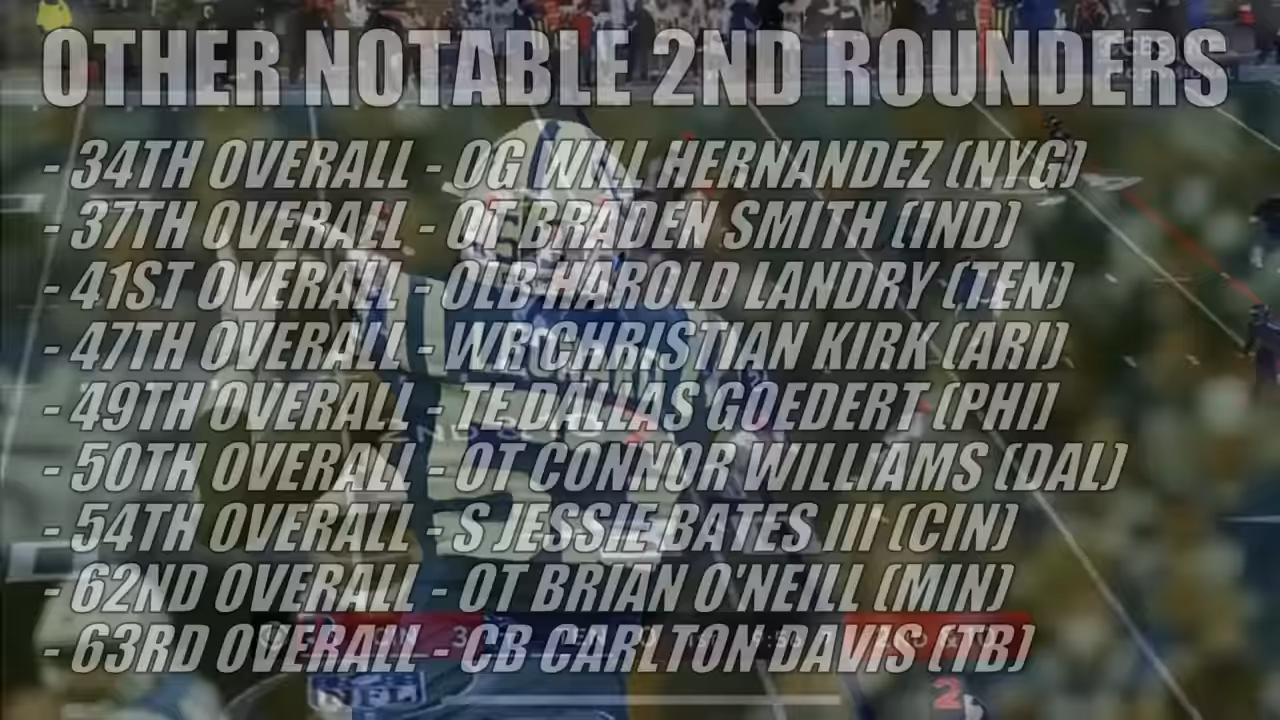 OTHER NOTABLE 2ND ROUNDERS
- 34TH OVERALL - OG WILL HERNANDEZ (NYG)
- 37TH OVERALL - OT BRADEN SMITH (IND)
- 41ST OVERALL - OLB HAROLD LANDRY (TEN)
- 47TH OVERALL - WR CHRISTIAN KIRK (ARI)
- 49TH OVERALL - TE DALLAS GOEDERT (PHI)
- 50TH OVERALL - OT CONNOR WILLIAMS (DAL)
- 54TH OVERALL - S JESSIE BATES III (CIN)
- 62ND OVERALL - OT BRIAN O'NEILL (MIN)
- 63RD OVERALL - CB CARLTON DAVIS (TB)
NFL
2